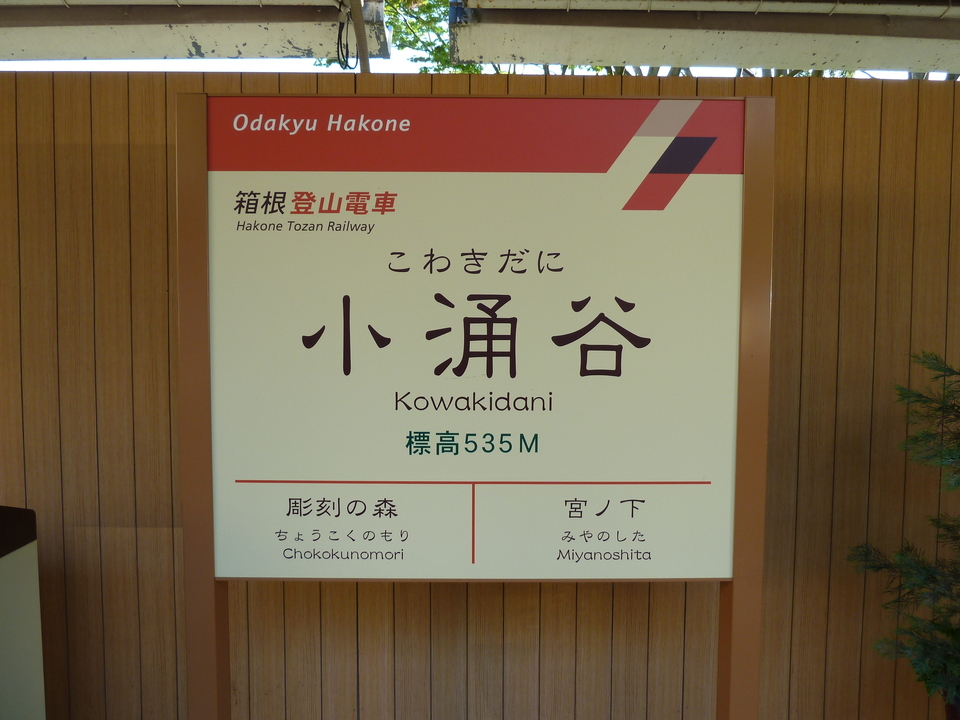 Odakyu Hakone
箱根登山電車
Hakone Tozan Railway
こわきだに
小涌谷
Kowakidani
標高535M
彫刻の森
ちょうこくのもり
Chokokunomori
宮ノ下
みやのした
Miyanoshita